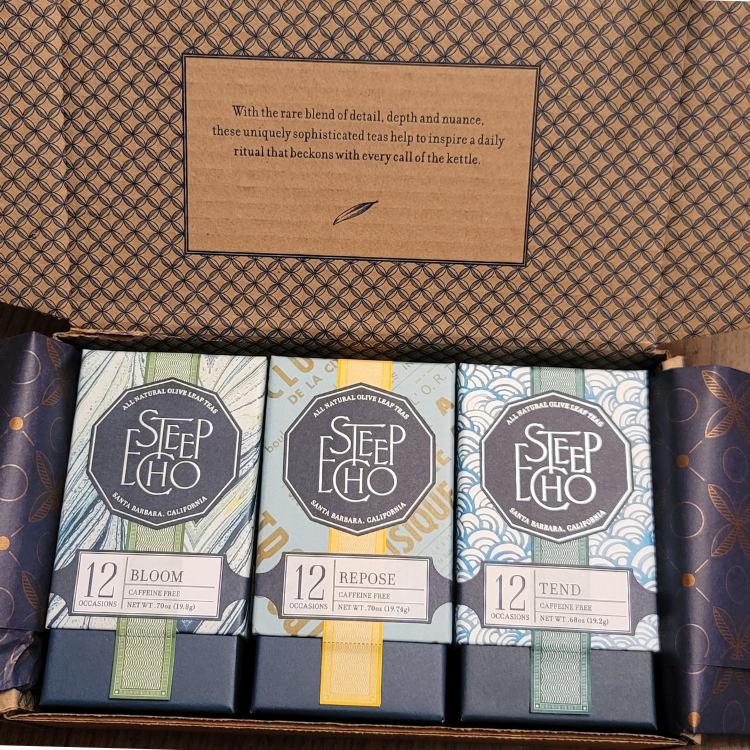 With the rare blend of detail, depth and nuance,
these uniquely sophisticated teas help to inspire a daily
ritual that beckons with every call of the kettle.
ALL NATURAL OLIVE LEAF TEAS
STEEP
ECHO
SANTA BARBARA, CALIFORNIA
12
OCCASIONS
BLOOM
CAFFEINE FREE
NET WT .70oz (19.8g)
DE LA
ALL NATURAL OLIVE LEAF TEAS
STEEP
ECHO
SANTA BARBARA, CALIFORNIA
12
OCCASIONS
REPOSE
CAFFEINE FREE
NET WT .70oz (19.74g)
ALL NATURAL OLIVE LEAF TEAS
STEEP
ECHO
SANTA BARBARA, CALIFORNIA
12
OCCASIONS
TEND
CAFFEINE FREE
NET WT .68oz (19.2g)